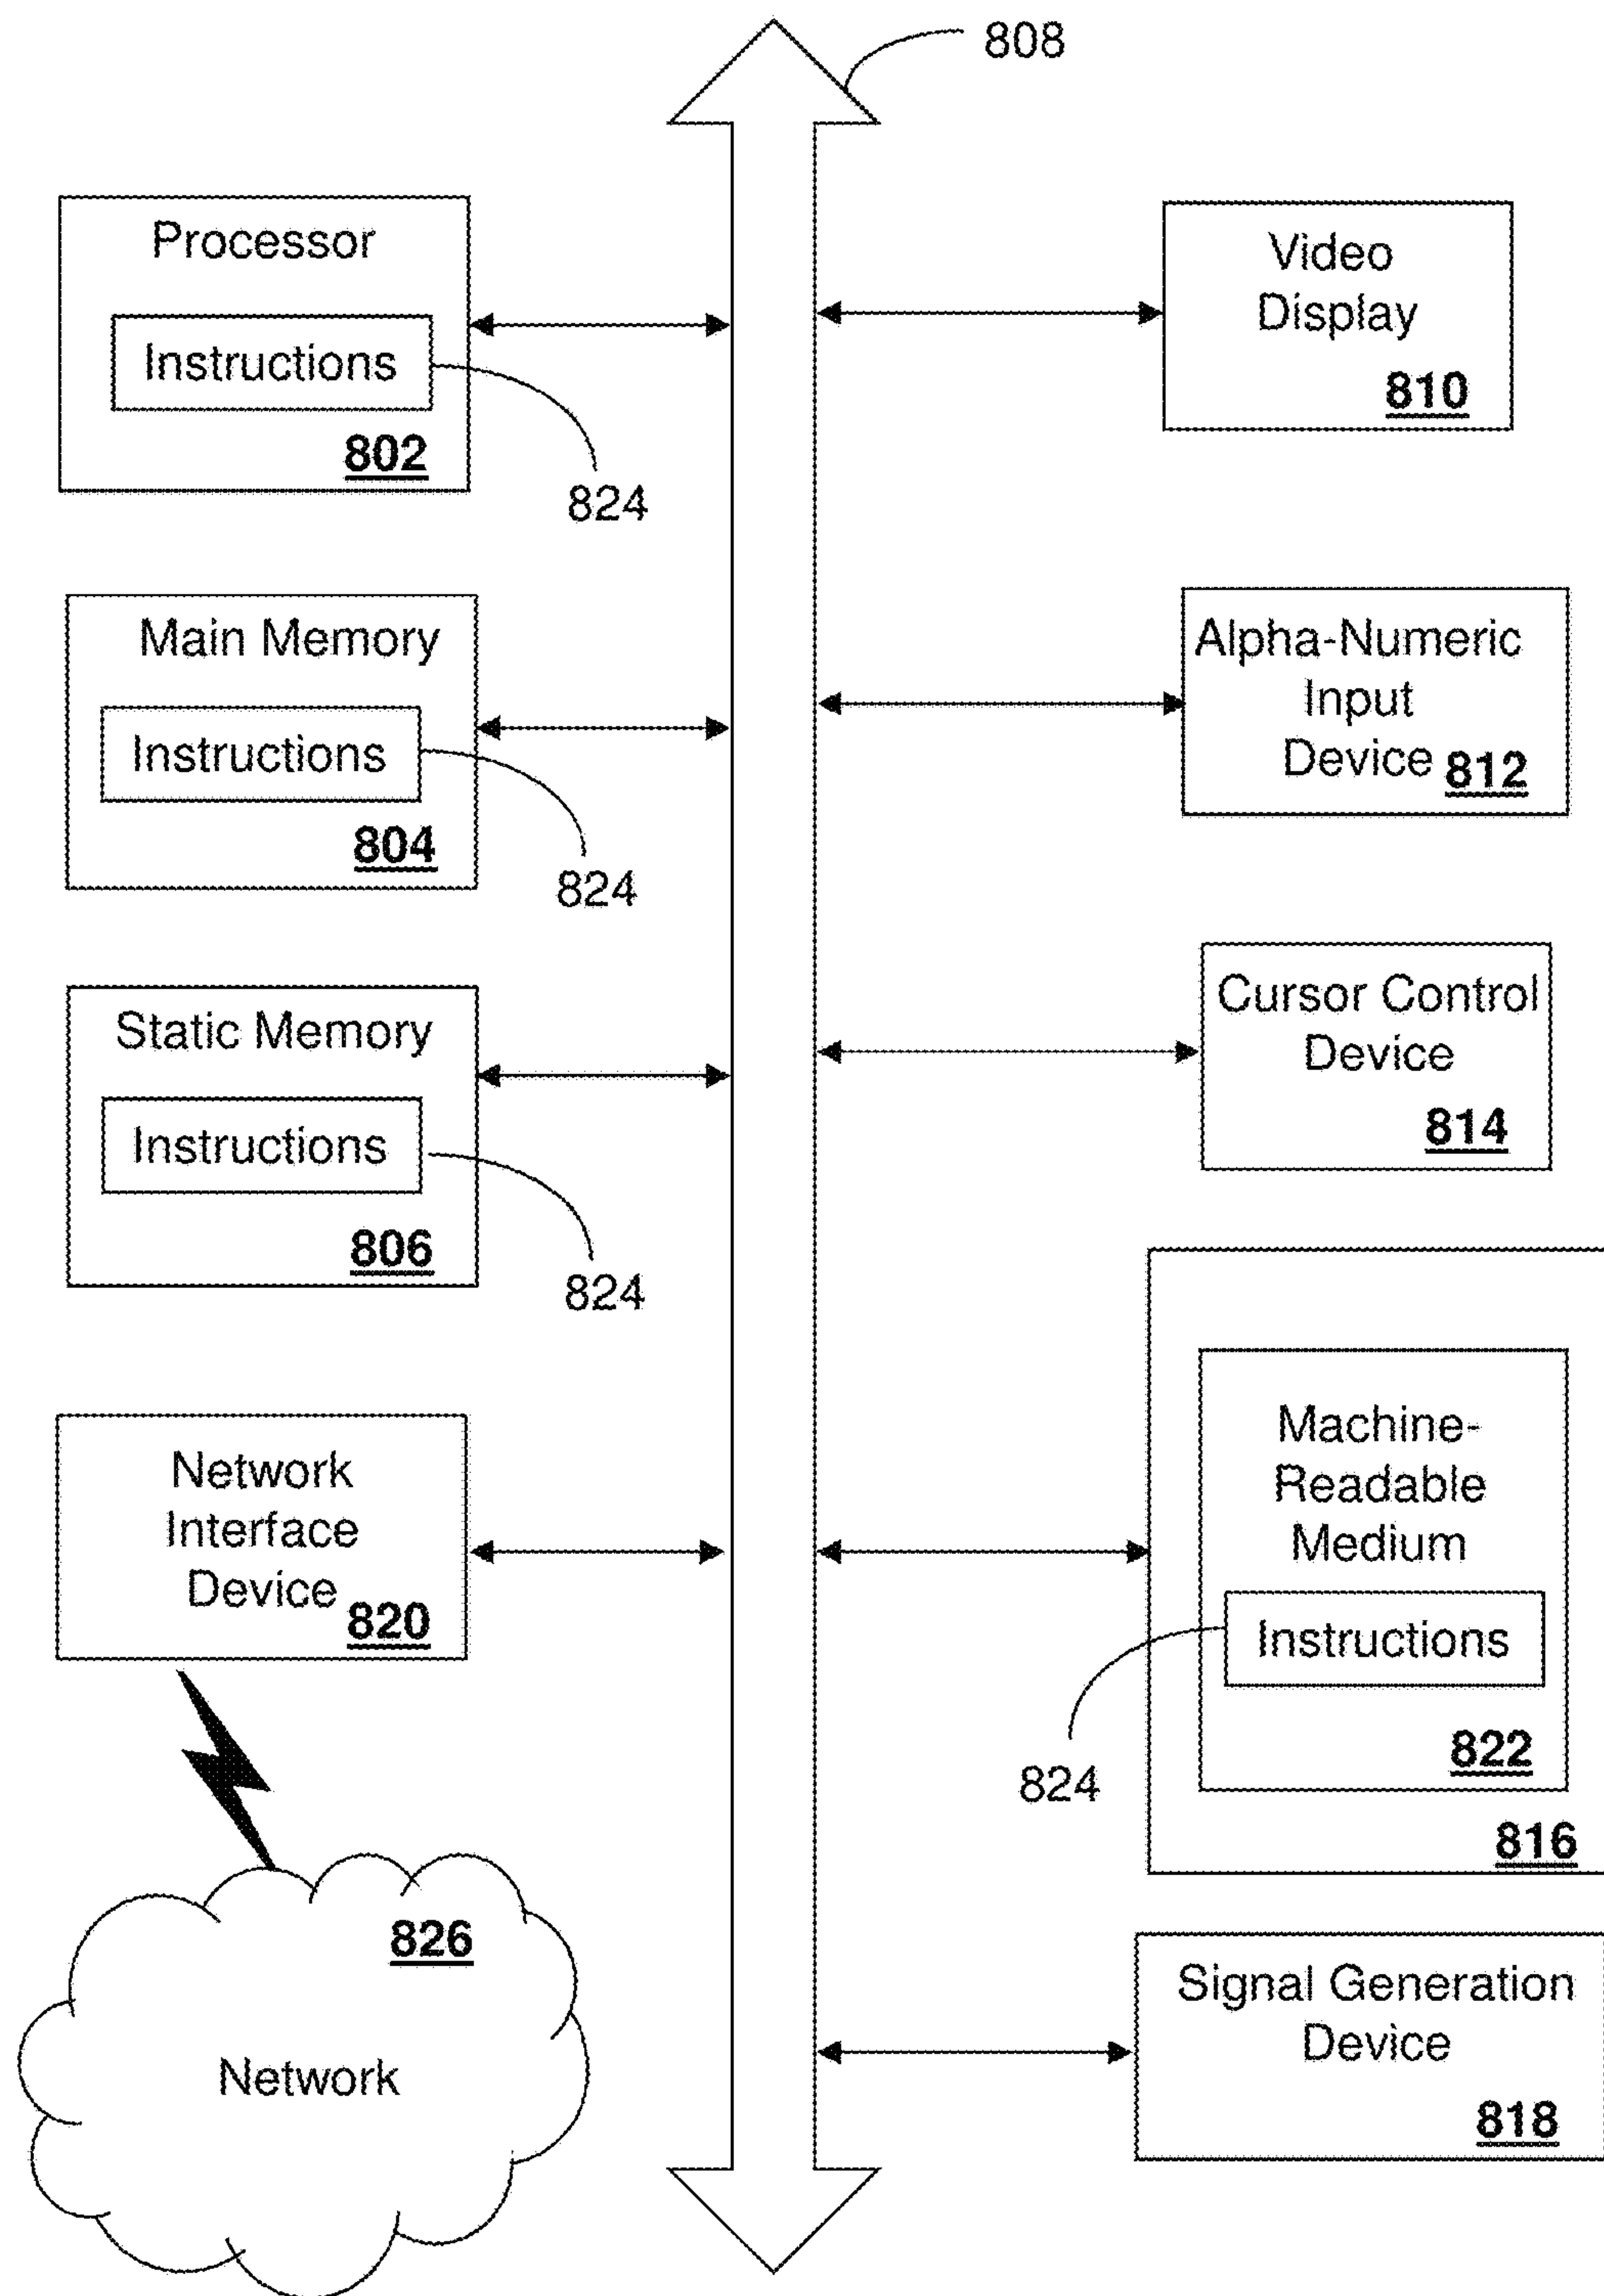 808
Processor
Instructions
802
824
Main Memory
Instructions
804
824
Static Memory
Instructions
806
824
Network
Interface
Device
820
826
Network
Video
Display
810
Alpha-Numeric
Input
Device 812
Cursor Control
Device
814
Machine-
Readable
Medium
Instructions
824
822
816
Signal Generation
Device
818